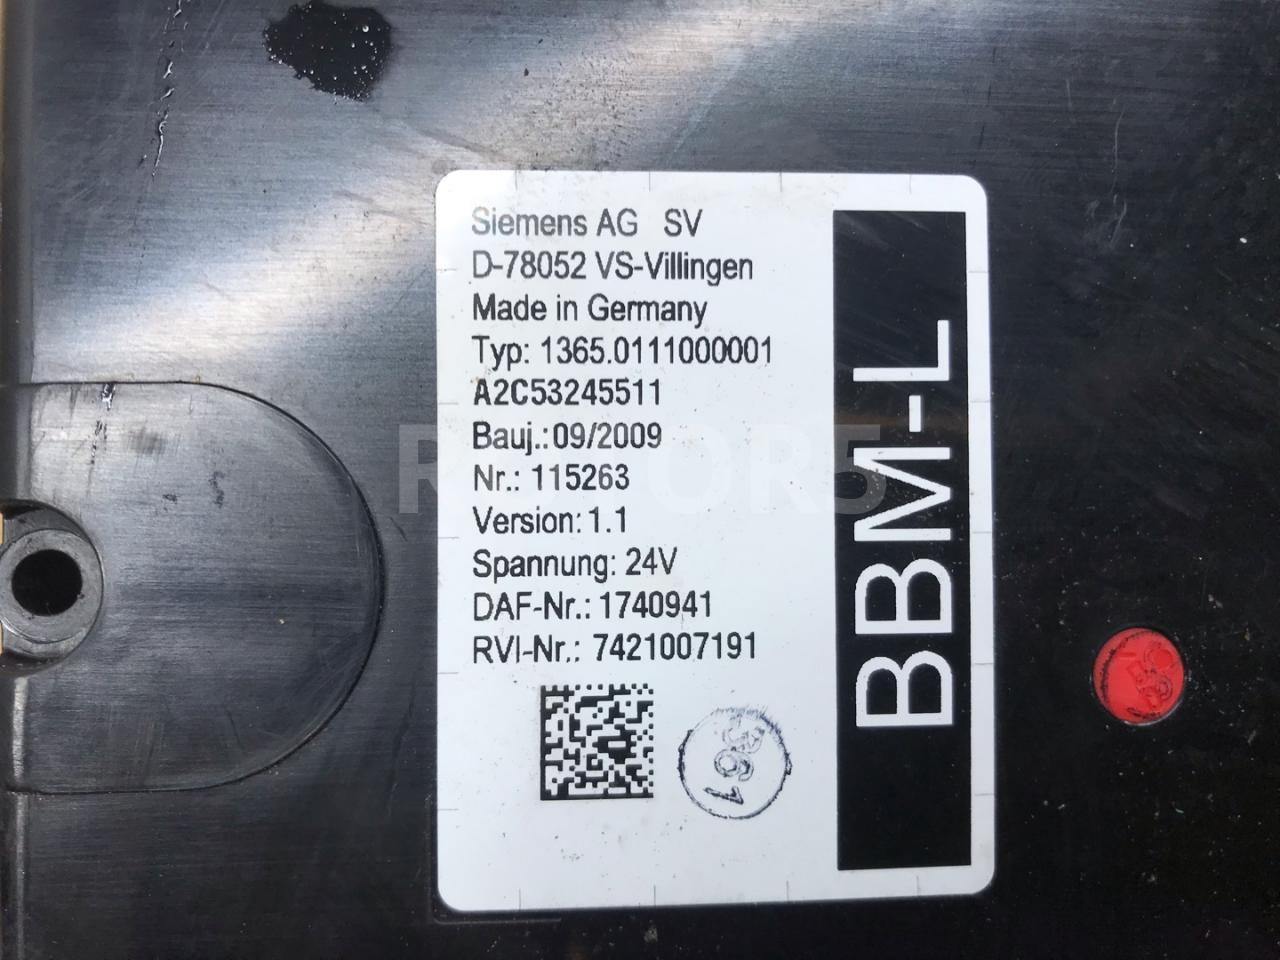 Siemens AG SV
D-78052 VS-Villingen
Made in Germany
Typ: 1365.0111000001
A2C53245511
Bauj.: 09/2009
Nr.: 115263
Version: 1.1
Spannung: 24V
DAF-Nr.: 1740941
RVI-Nr.: 7421007191
BBM-L